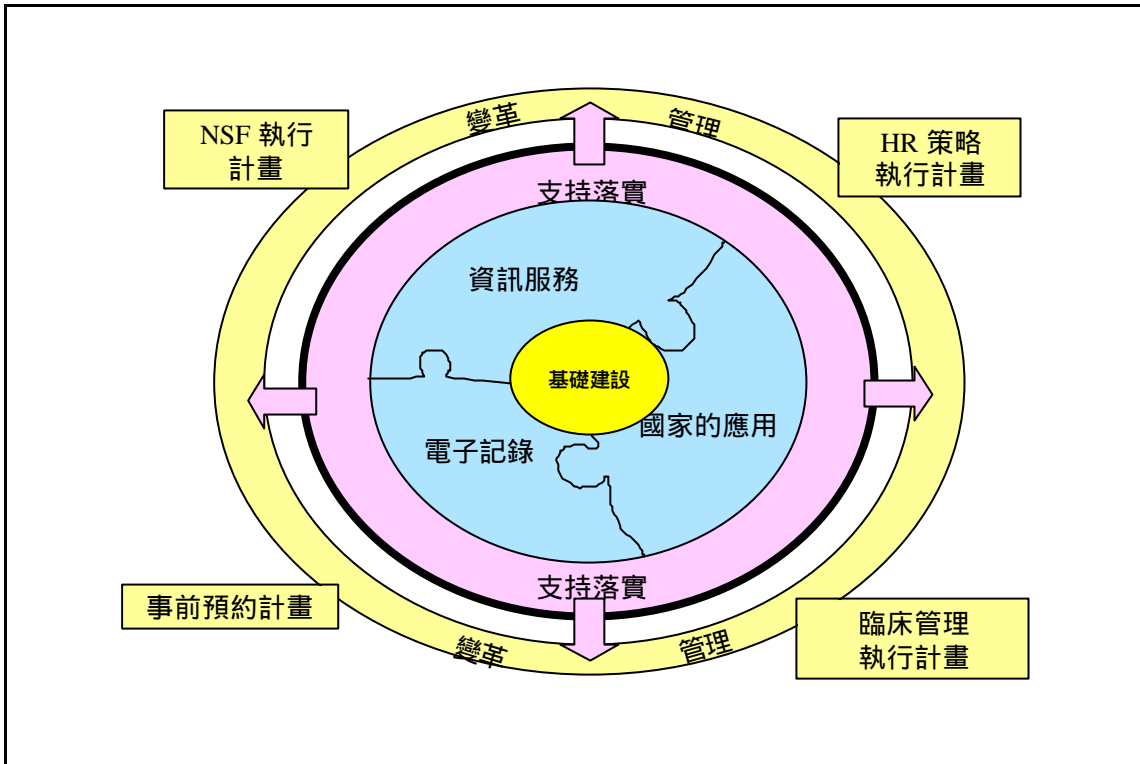 變革
管理
NSF 執行
計畫
HR 策略
執行計畫
支持落實
資訊服務
基礎建設
國家的應用
電子記錄
支持落實
事前預約計畫
臨床管理
執行計畫
變革
管理